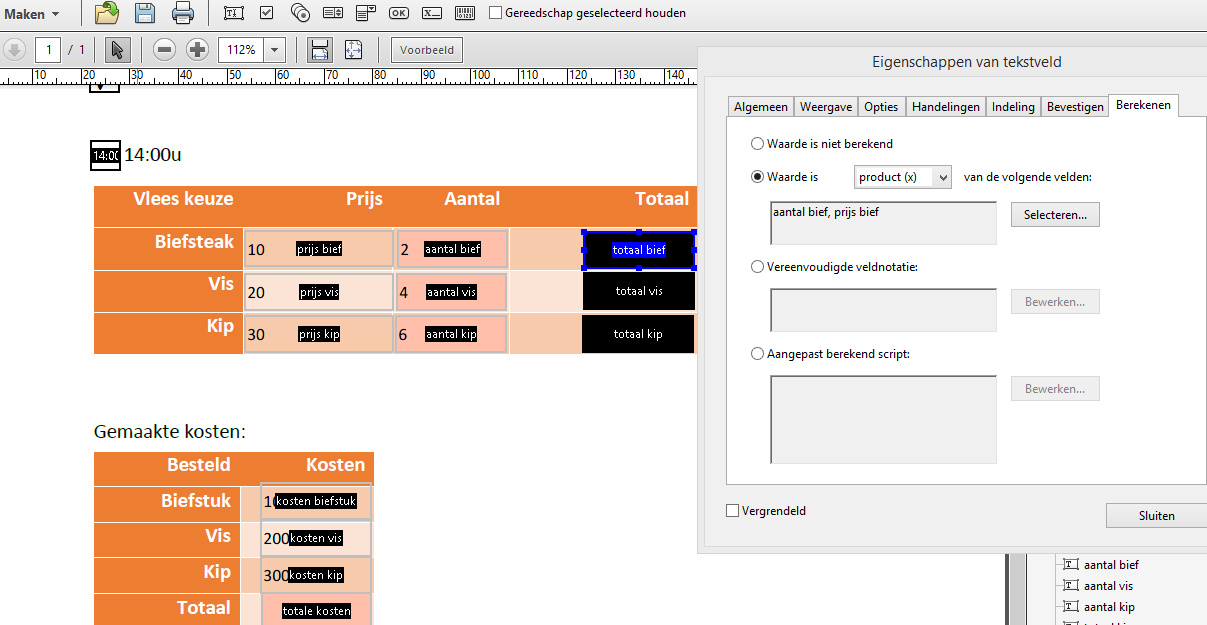 Maken
OK
Gereedschap geselecteerd houden
1 / 1
112%
Voorbeeld
10 20 30 40 50 60 70 80 90 100 110 120 130 140
14:00u
Vlees keuze Prijs Aantal Totaal
Biefsteak 10 prijs bief 2 aantal bief totaal bief
Vis 20 prijs vis 4 aantal vis totaal vis
Kip 30 prijs kip 6 aantal kip totaal kip
Gemaakte kosten:
Besteld Kosten
Biefstuk kosten biefstuk
Vis 200 kosten vis
Kip 300 kosten kip
Totaal totale kosten
Eigenschappen van tekstveld
Algemeen Weergave Opties Handelingen Indeling Bevestigen Berekenen
Waarde is niet berekend
Waarde is product (x) van de volgende velden:
aantal bief, prijs bief
Selecteren...
Vereenvoudigde veldnotatie:
Bewerken...
Aangepast berekend script:
Bewerken...
Vergrendeld
Sluiten
aantal bief
aantal vis
aantal kip